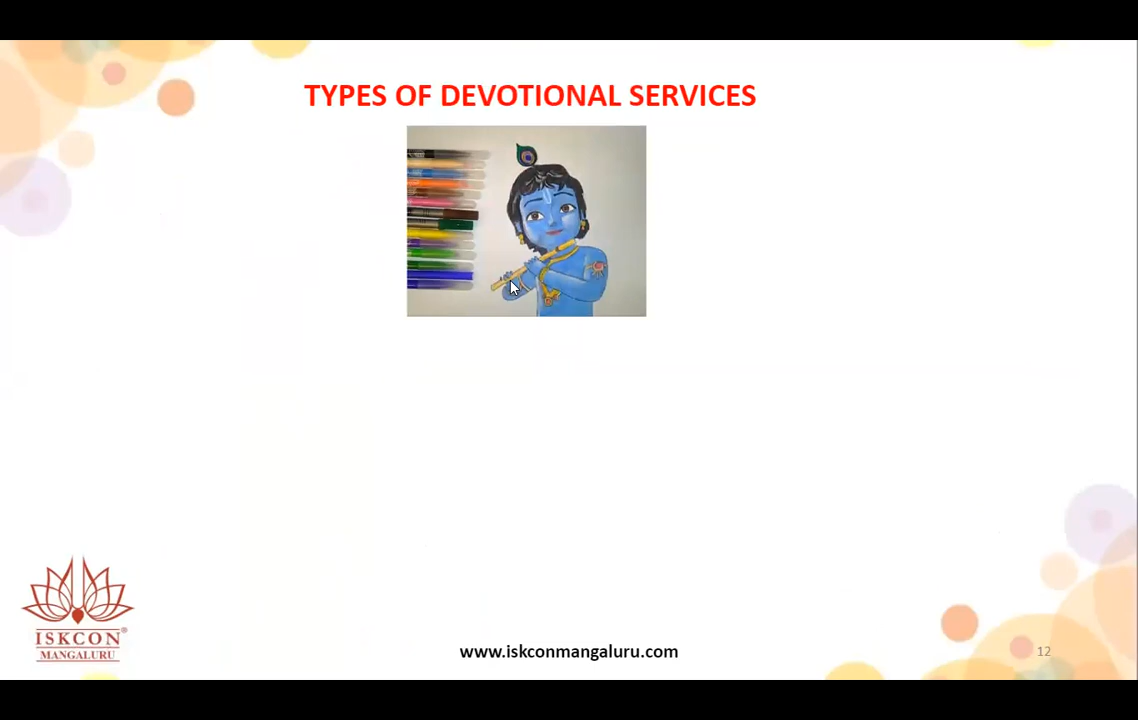 TYPES OF DEVOTIONAL SERVICES
ISKCON®
MANGALURU
www.iskconmangaluru.com
12